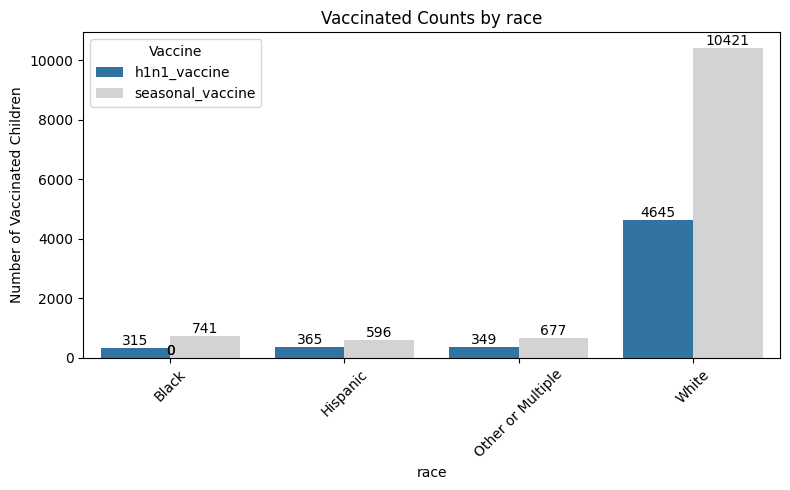 Vaccinated Counts by race
Number of Vaccinated Children
10000
8000
6000
4000
2000
0
Vaccine
h1n1_vaccine
seasonal_vaccine
315
0
741
365
596
349
677
4645
10421
Black
Hispanic
Other or Multiple
White
race